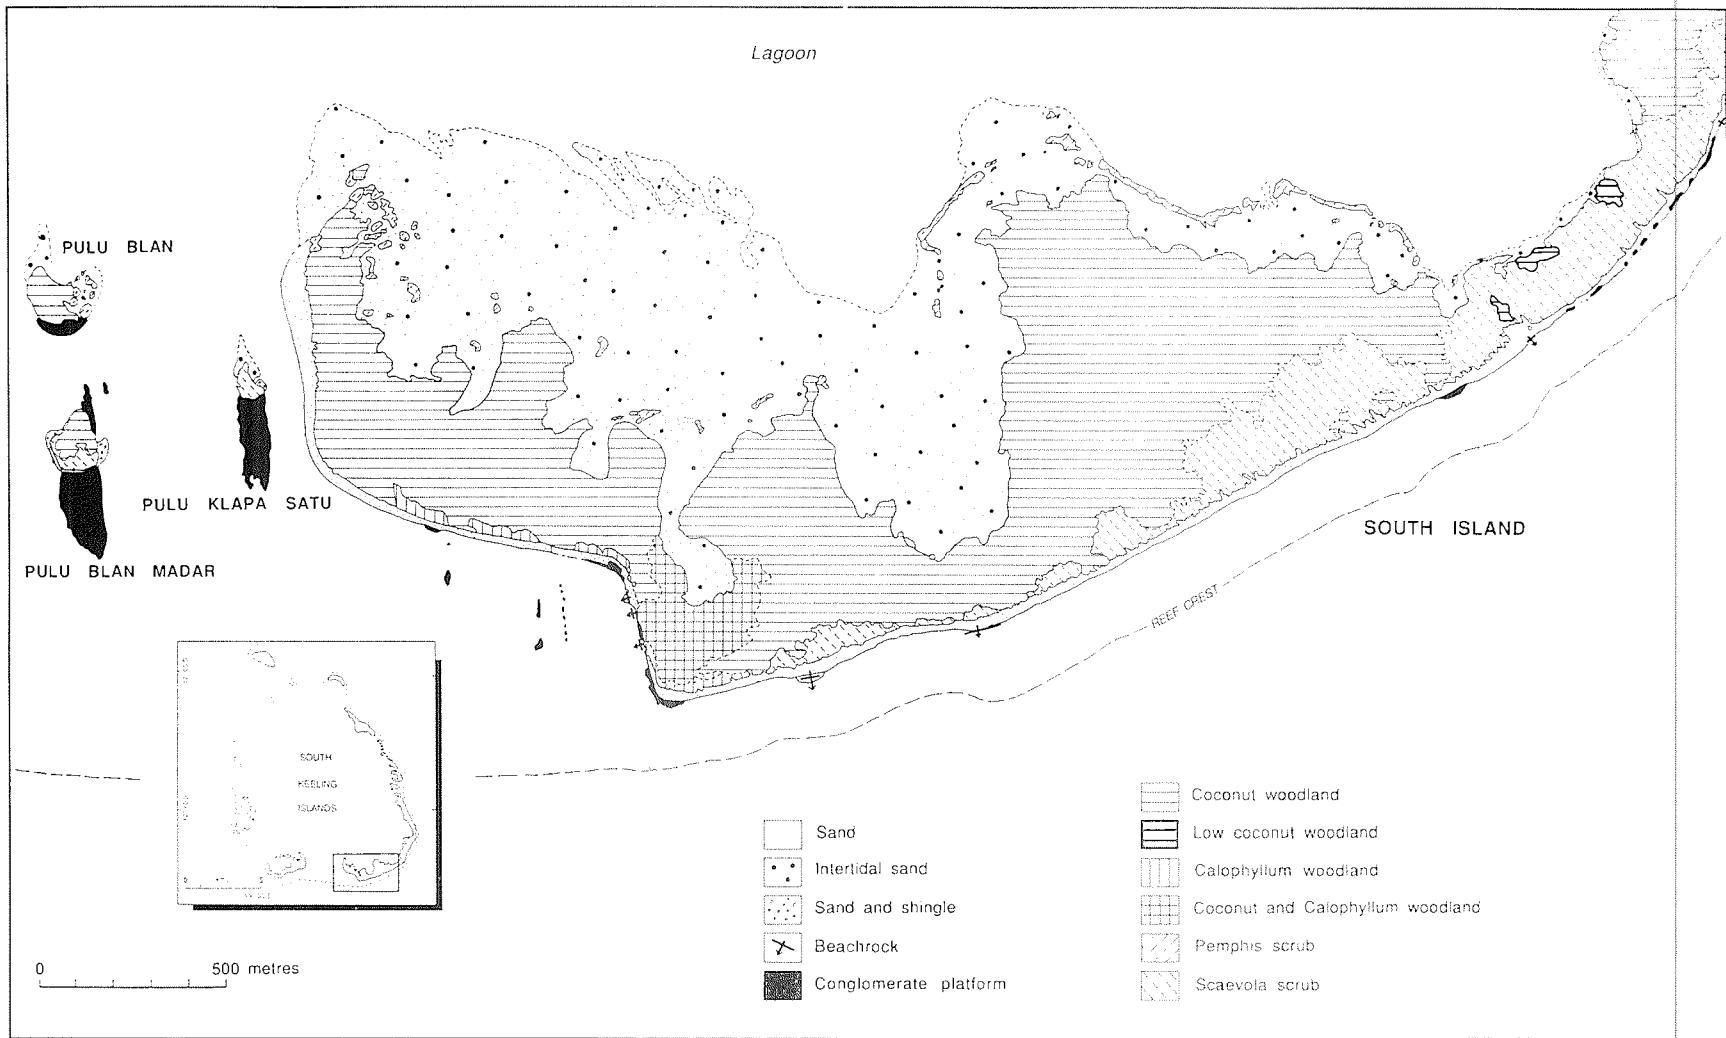 Lagoon
PULU BLAN
PULU KLAPA SATU
PULU BLAN MADAR
SOUTH ISLAND
REEF CREST
SOUTH
KEELING
ISLANDS
0 500 metres
Sand
Intertidal sand
Sand and shingle
Beachrock
Conglomerate platform
Coconut woodland
Low coconut woodland
Calophyllum woodland
Coconut and Calophyllum woodland
Pemphis scrub
Scaevola scrub